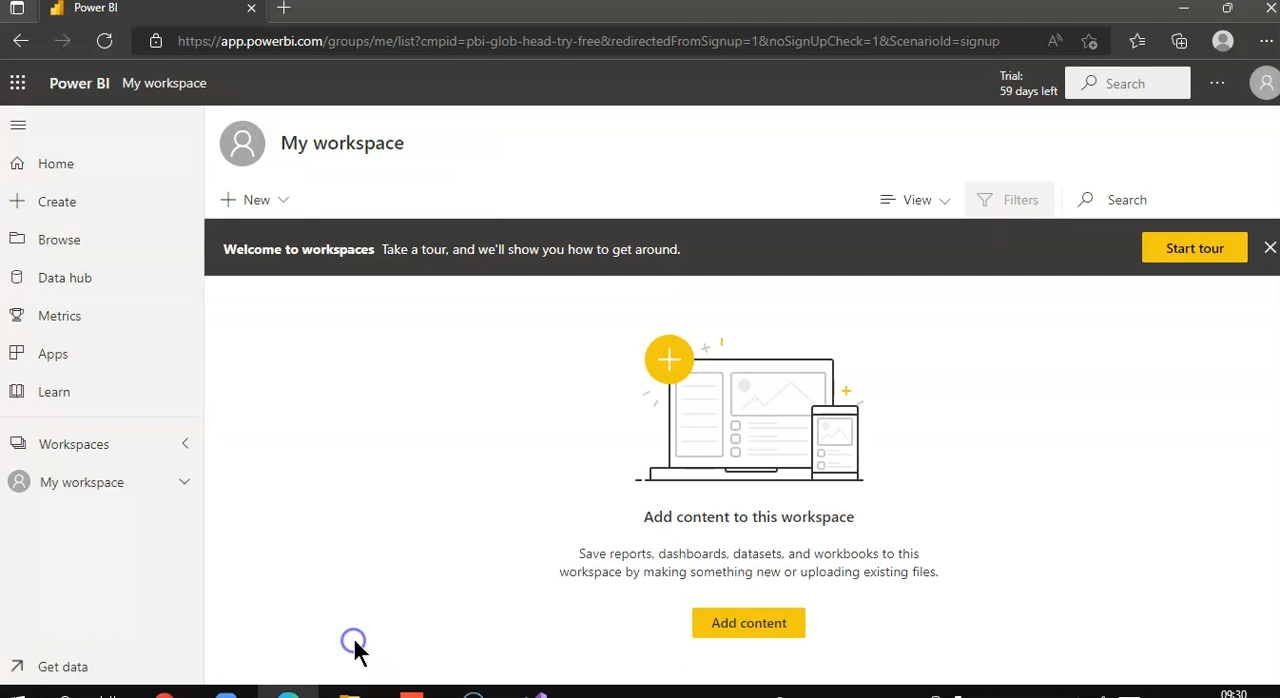 Power BI
https://app.powerbi.com/groups/me/list?cmpid=pbi-glob-head-try-free&redirectedFromSignup=1&noSignUpCheck=1&ScenarioId=signup
Power BI My workspace
Trial:
59 days left
Search
My workspace
Home
Create
Browse
Data hub
Metrics
Apps
Learn
Workspaces
My workspace
Get data
New
View
Filters
Search
Welcome to workspaces Take a tour, and we'll show you how to get around.
Start tour
Add content to this workspace
Save reports, dashboards, datasets, and workbooks to this
workspace by making something new or uploading existing files.
Add content
09:30